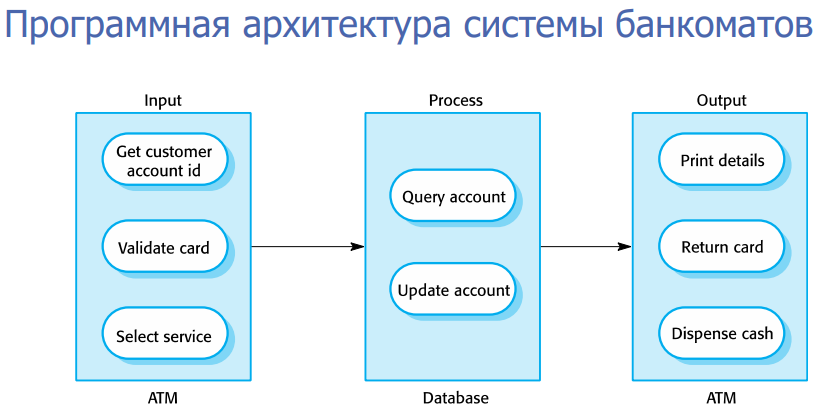 Программная архитектура системы банкоматов
Input
Get customer
account id
Validate card
Select service
ATM
Process
Query account
Update account
Database
Output
Print details
Return card
Dispense cash
ATM